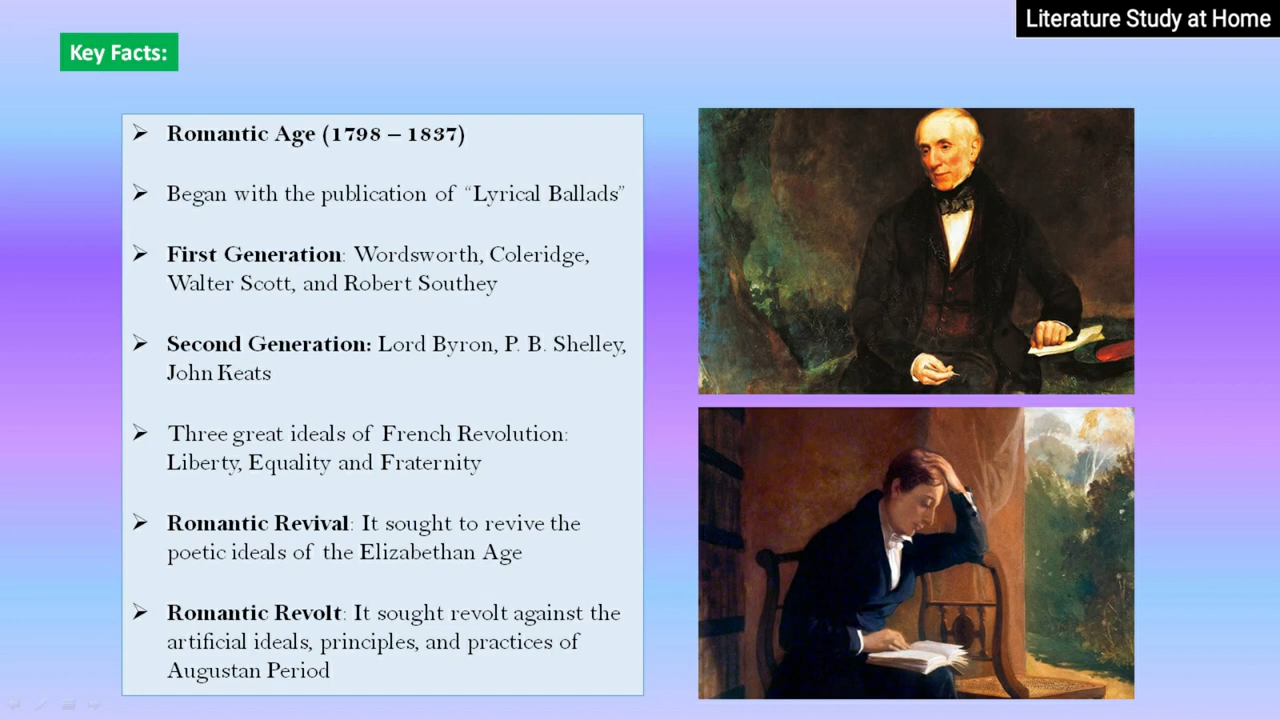 Literature Study at Home
Key Facts:
➢ Romantic Age (1798 – 1837)
➢ Began with the publication of “Lyrical Ballads”
➢ First Generation: Wordsworth, Coleridge,
Walter Scott, and Robert Southey
➢ Second Generation: Lord Byron, P. B. Shelley,
John Keats
➢ Three great ideals of French Revolution:
Liberty, Equality and Fraternity
➢ Romantic Revival: It sought to revive the
poetic ideals of the Elizabethan Age
➢ Romantic Revolt: It sought revolt against the
artificial ideals, principles, and practices of
Augustan Period